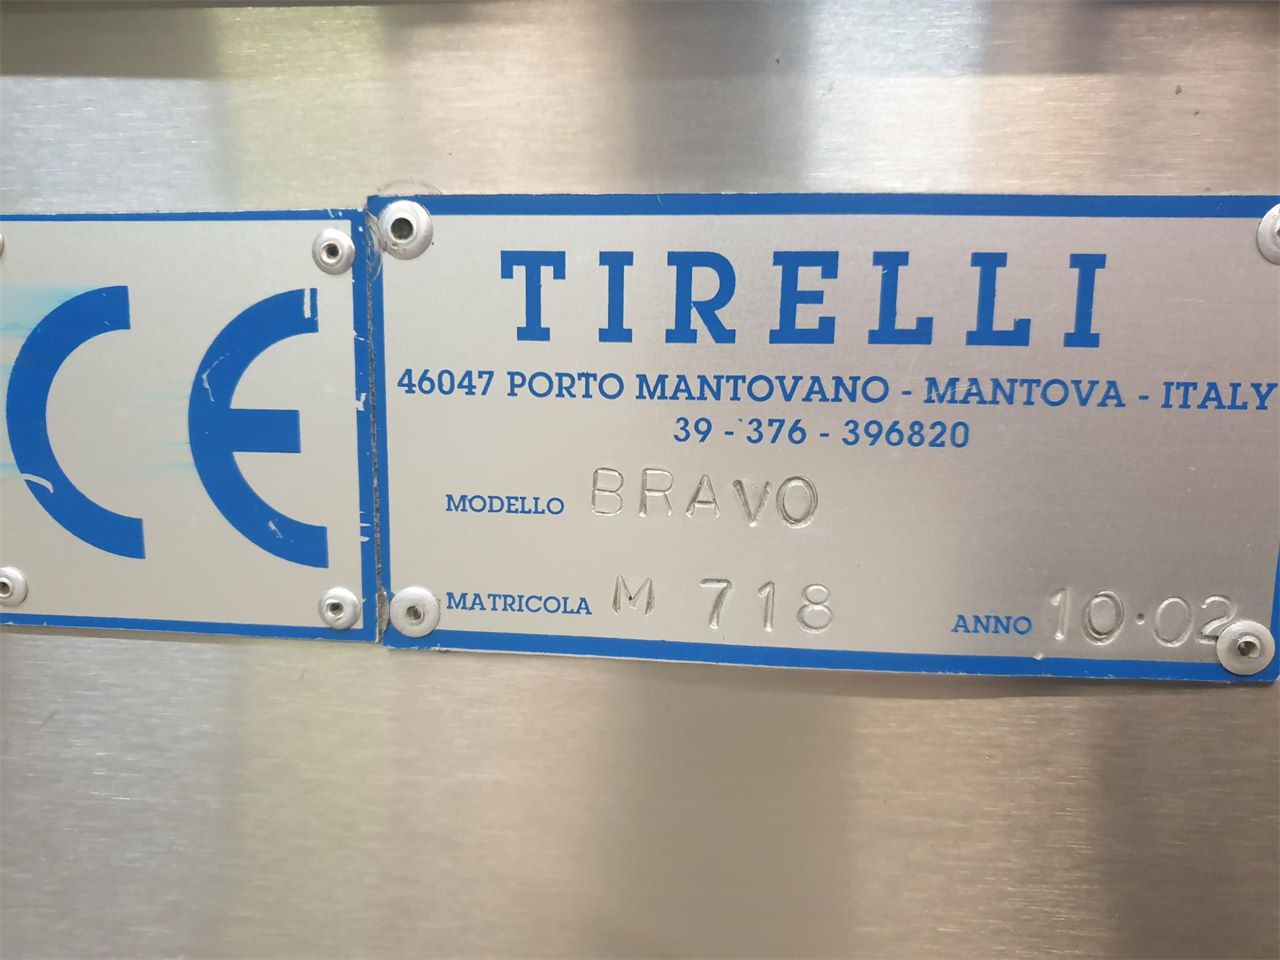 CE
TIRELLI
46047 PORTO MANTOVANO - MANTOVA - ITALY
39 - 376 - 396820
MODELLO BRAVO
MATRICOLA M 718
ANNO 10·02